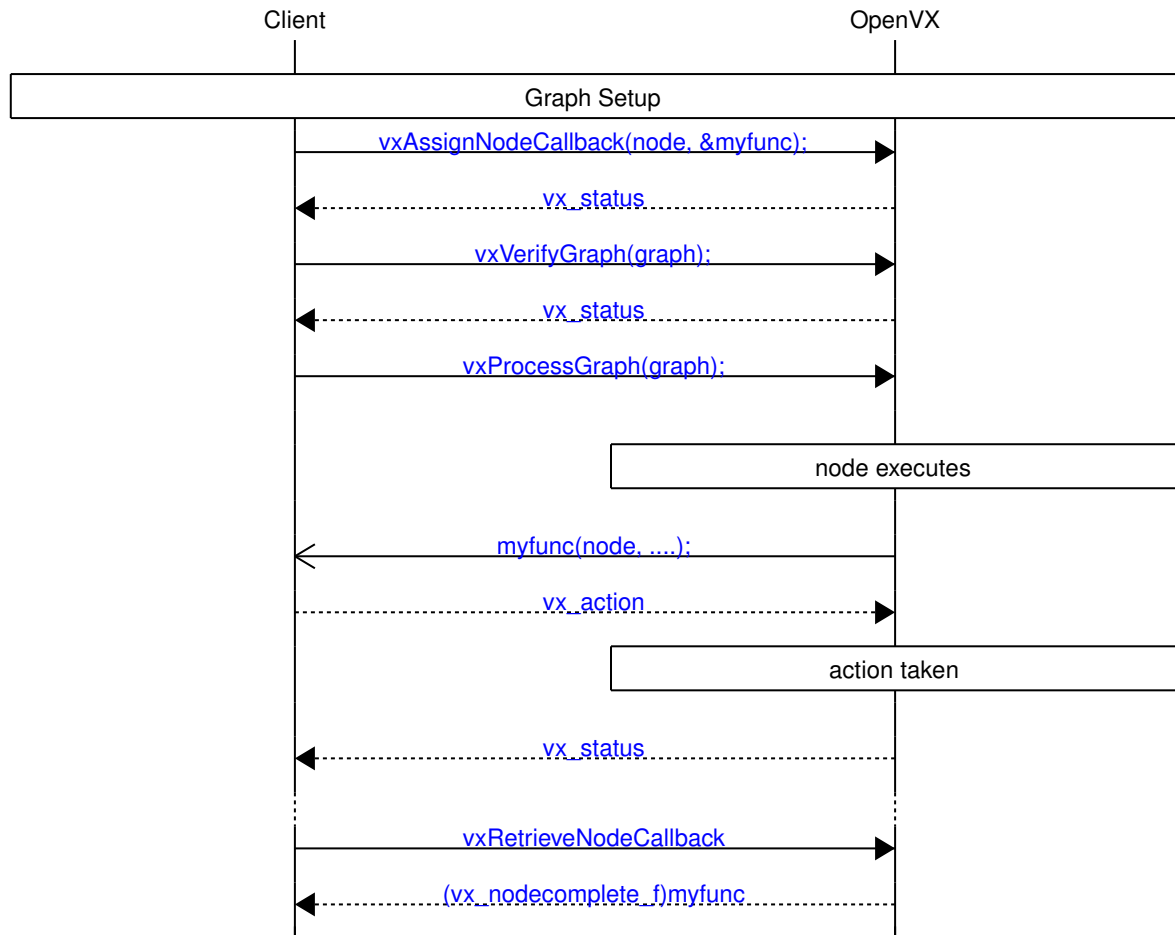 Client
OpenVX
Graph Setup
vxAssignNodeCallback(node, &myfunc);
vx_status
vxVerifyGraph(graph);
vx_status
vxProcessGraph(graph);
node executes
myfunc(node, ....);
vx_action
action taken
vx_status
vxRetrieveNodeCallback
(vx_nodecomplete_f)myfunc